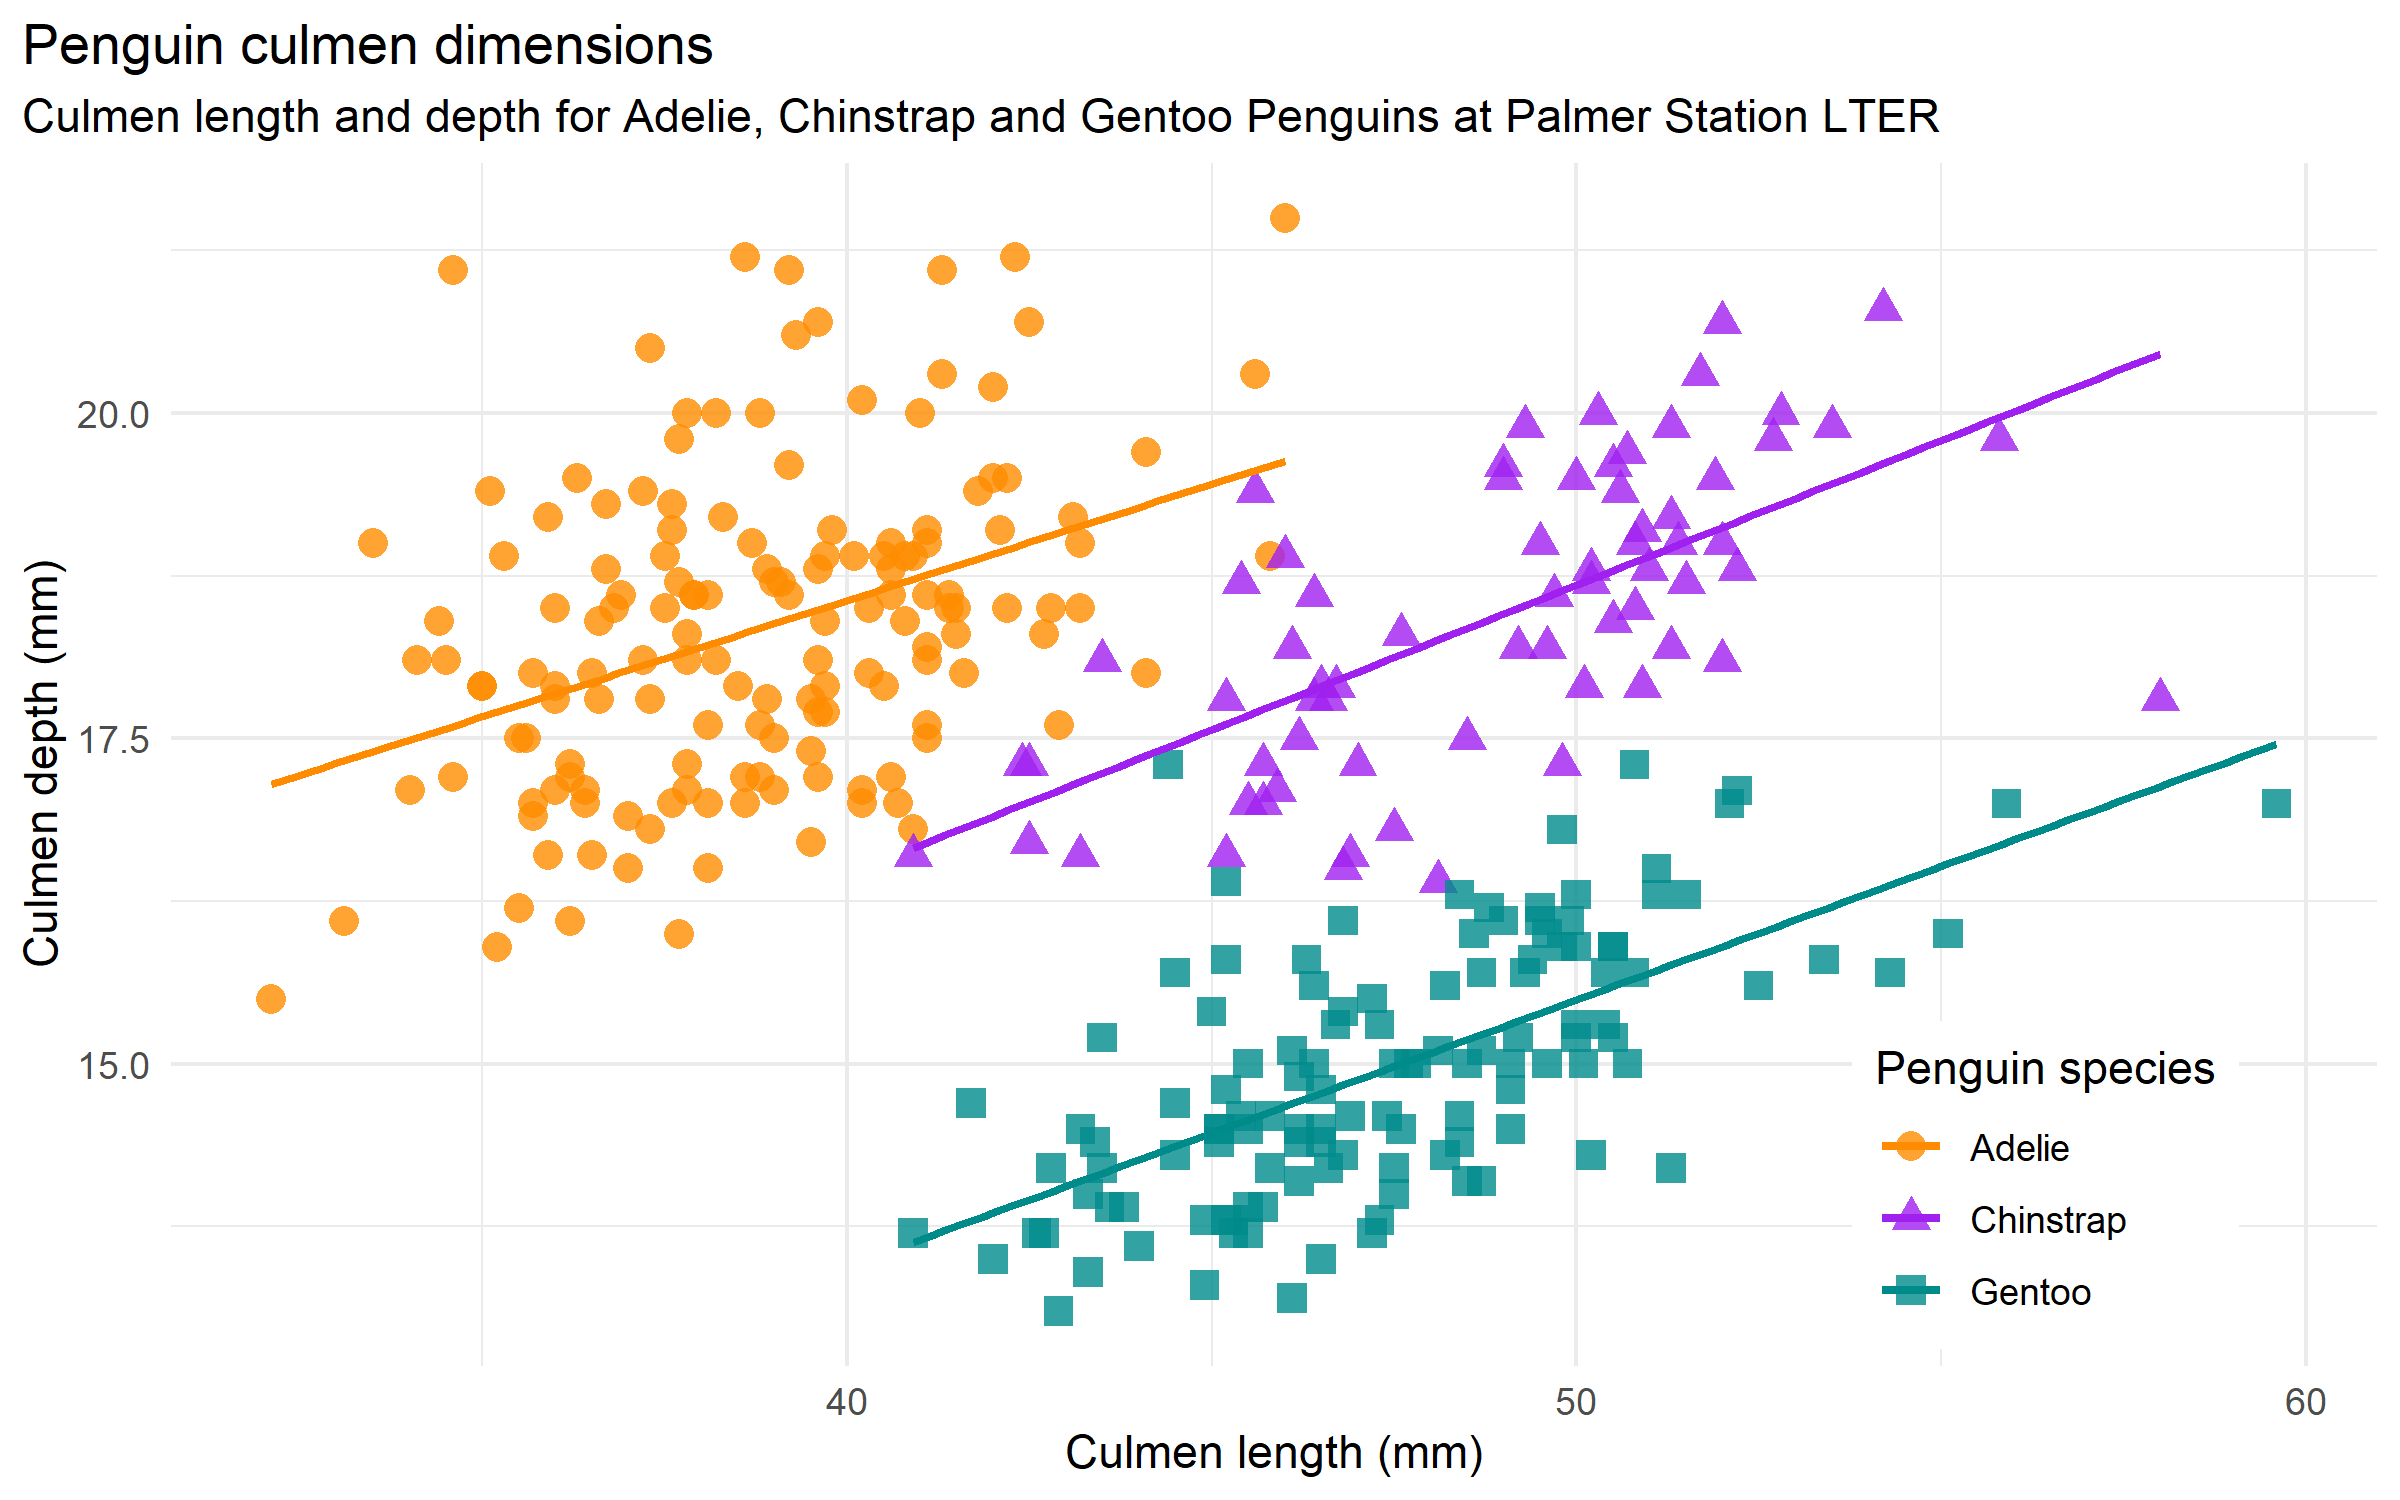 Penguin culmen dimensions
Culmen length and depth for Adelie, Chinstrap and Gentoo Penguins at Palmer Station LTER
Culmen depth (mm)
20.0
17.5
15.0
Penguin species
Adelie
Chinstrap
Gentoo
40 50 60
Culmen length (mm)